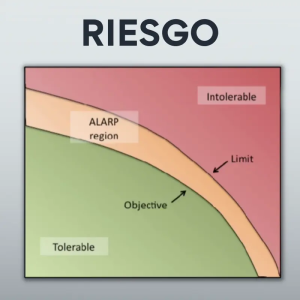 RIESGO
Intolerable
ALARP
region
Limit
Objective
Tolerable